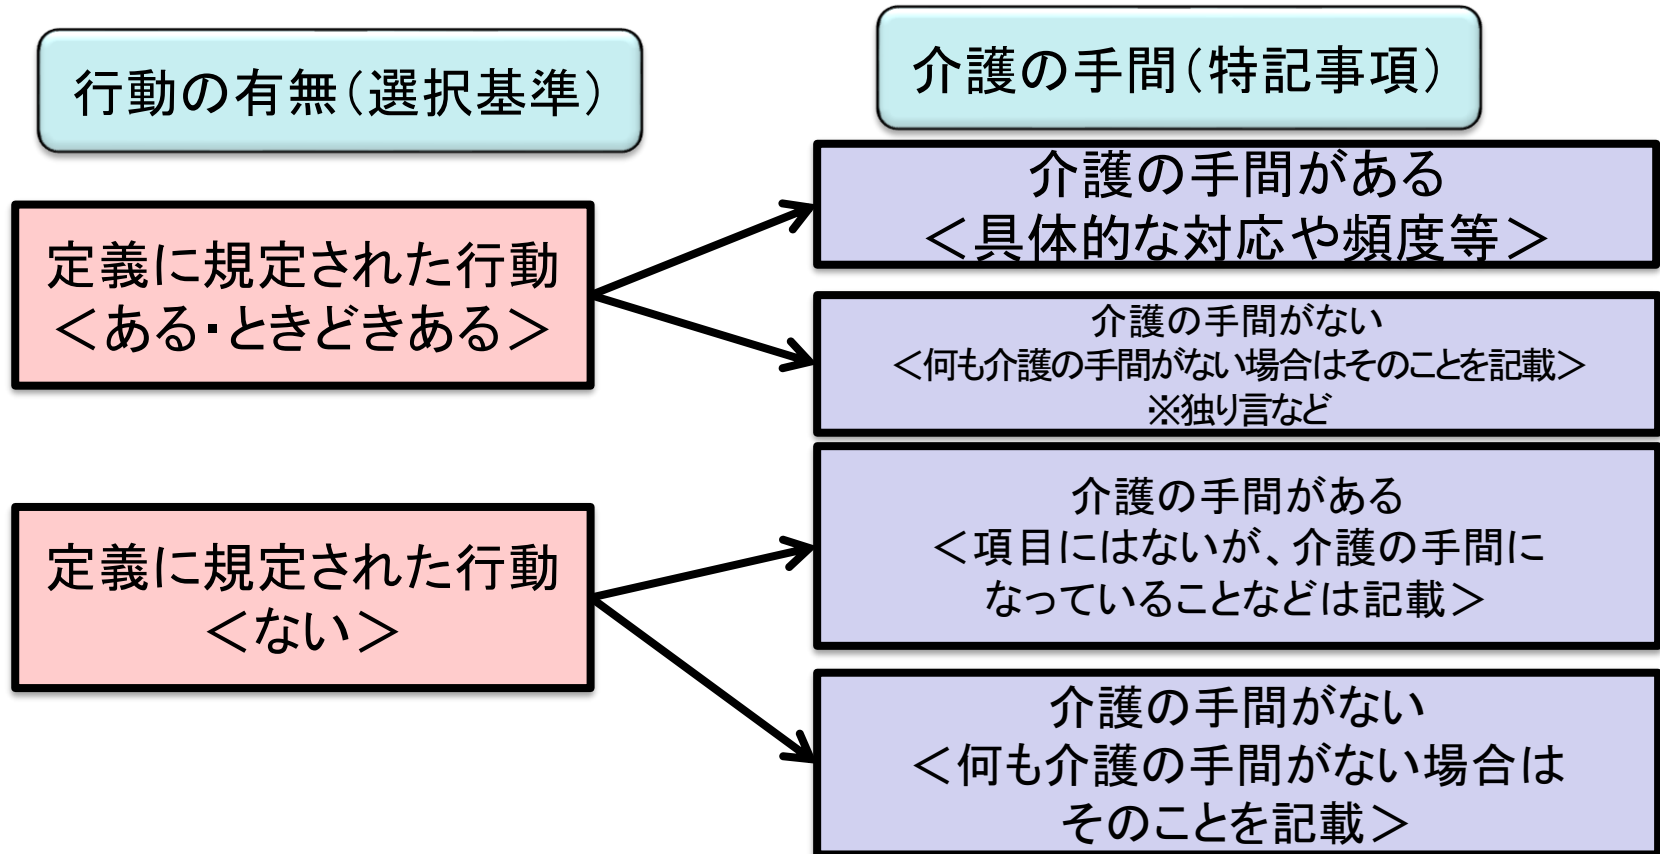 行動の有無（選択基準）
介護の手間（特記事項）
定義に規定された行動
＜ある・ときどきある＞
介護の手間がある
＜具体的な対応や頻度等＞
介護の手間がない
＜何も介護の手間がない場合はそのことを記載＞
※独り言など
定義に規定された行動
＜ない＞
介護の手間がある
＜項目にはないが、介護の手間に
なっていることなどは記載＞
介護の手間がない
＜何も介護の手間がない場合は
そのことを記載＞